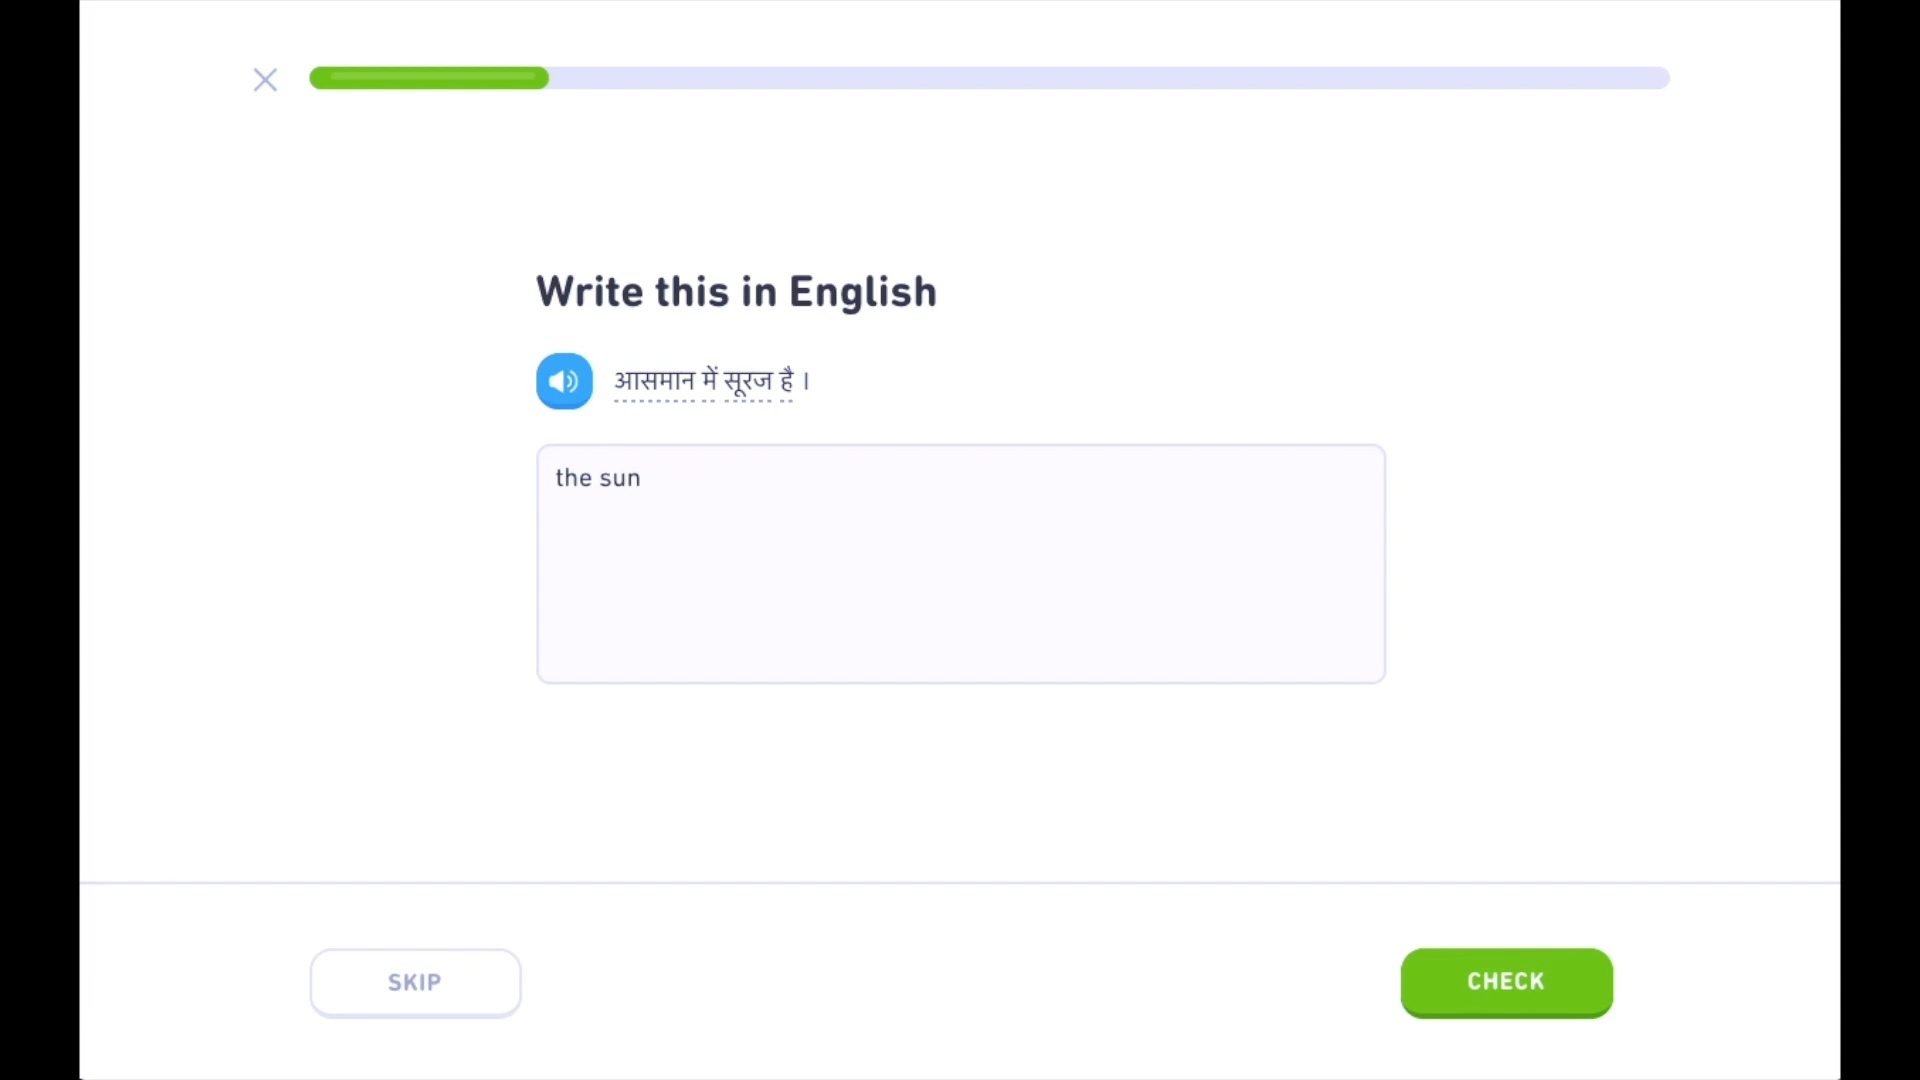 Write this in English
आसमान में सूरज है ।
the sun
SKIP
CHECK